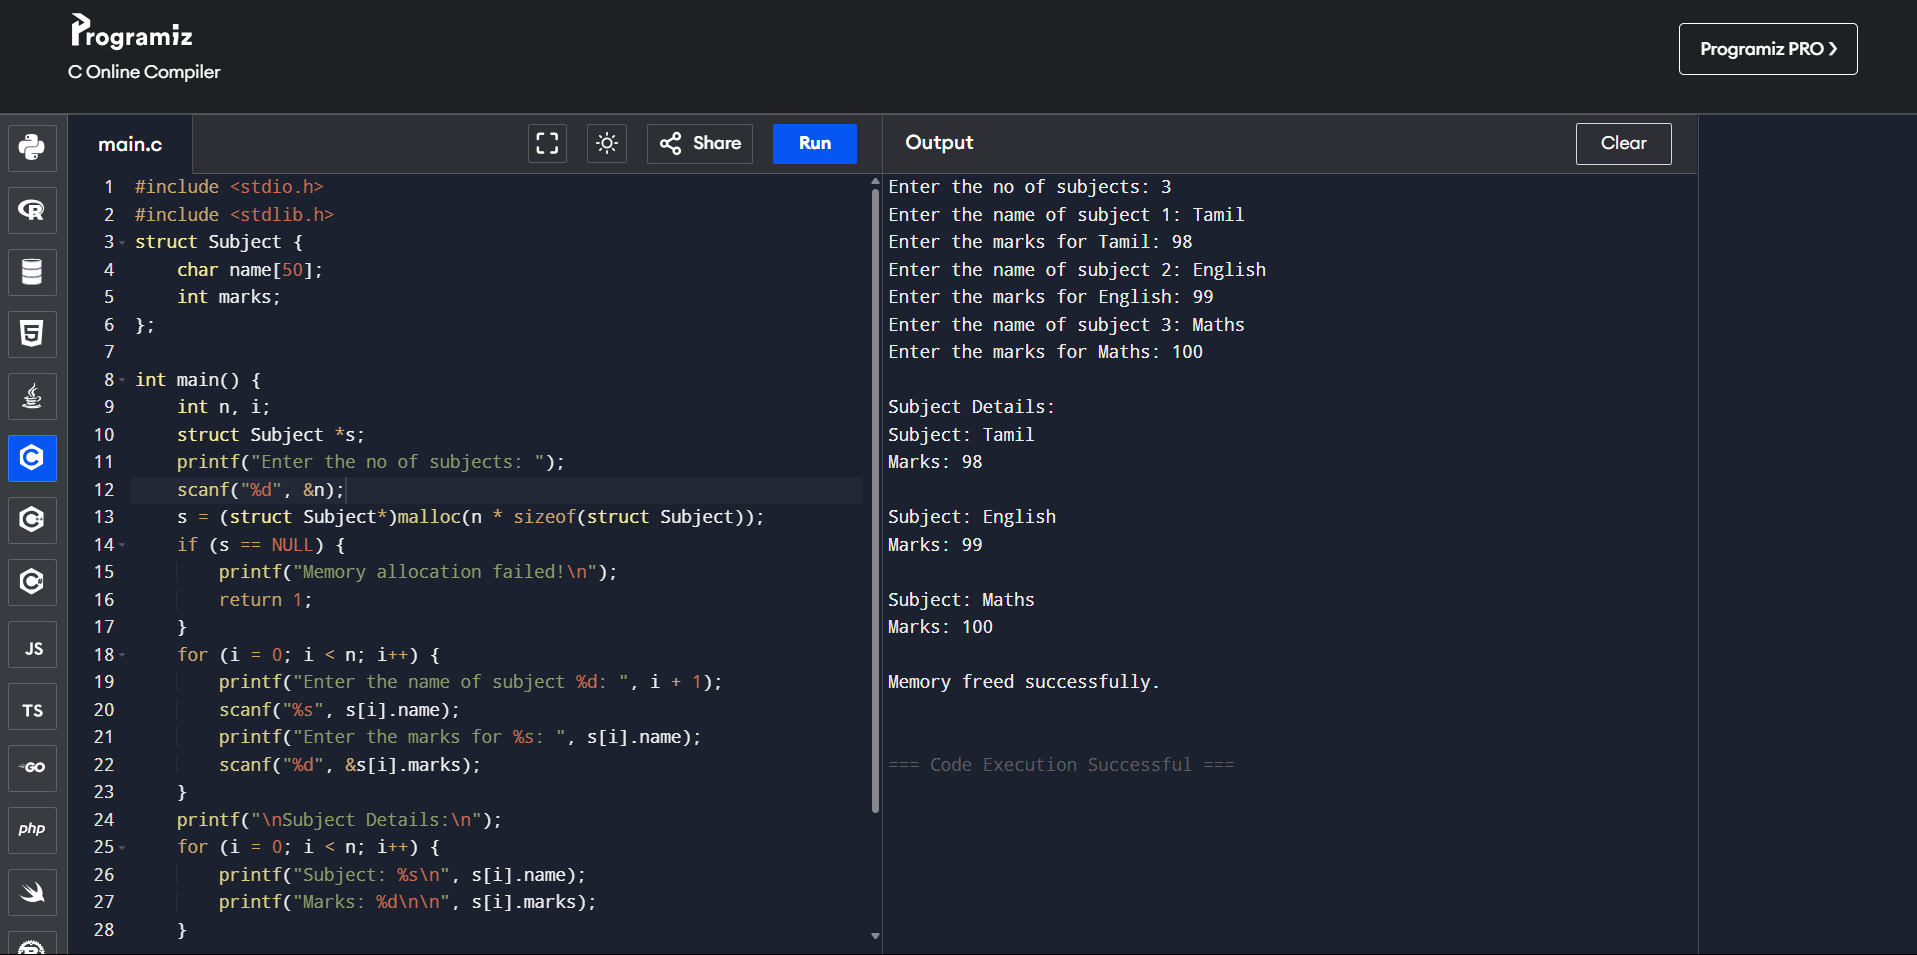 Programiz
C Online Compiler
Programiz PRO ❯
main.c
Share
Run
Output
Clear
1 #include <stdio.h>
2 #include <stdlib.h>
3 struct Subject {
4     char name[50];
5     int marks;
6 };
7
8 int main() {
9     int n, i;
10     struct Subject *s;
11     printf("Enter the no of subjects: ");
12     scanf("%d", &n);
13     s = (struct Subject*)malloc(n * sizeof(struct Subject));
14     if (s == NULL) {
15         printf("Memory allocation failed!\n");
16         return 1;
17     }
18     for (i = 0; i < n; i++) {
19         printf("Enter the name of subject %d: ", i + 1);
20         scanf("%s", s[i].name);
21         printf("Enter the marks for %s: ", s[i].name);
22         scanf("%d", &s[i].marks);
23     }
24     printf("\nSubject Details:\n");
25     for (i = 0; i < n; i++) {
26         printf("Subject: %s\n", s[i].name);
27         printf("Marks: %d\n\n", s[i].marks);
28     }
Enter the no of subjects: 3
Enter the name of subject 1: Tamil
Enter the marks for Tamil: 98
Enter the name of subject 2: English
Enter the marks for English: 99
Enter the name of subject 3: Maths
Enter the marks for Maths: 100
Subject Details:
Subject: Tamil
Marks: 98
Subject: English
Marks: 99
Subject: Maths
Marks: 100
Memory freed successfully.
=== Code Execution Successful ===
R
5
C
C
C
JS
TS
GO
php
R